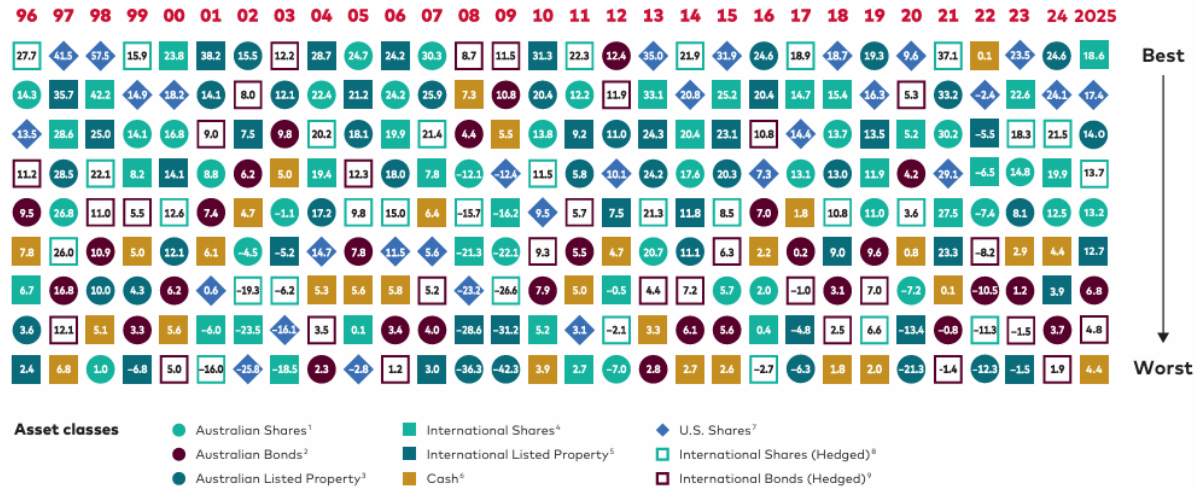 96 97 98 99 00 01 02 03 04 05 06 07 08 09 10 11 12 13 14 15 16 17 18 19 20 21 22 23 24 2025
27.7 41.5 57.5 15.9 23.8 38.2 15.5 12.2 28.7 24.7 24.2 30.3 8.7 11.5 31.3 22.3 12.4 35.0 21.9 31.9 24.6 18.9 18.7 19.3 9.6 37.1 0.1 23.5 24.6 18.6 Best
14.3 35.7 42.2 14.9 18.2 14.1 8.0 12.1 22.4 21.2 24.2 25.9 7.3 10.8 20.4 12.2 11.9 33.1 20.8 25.2 20.4 14.7 15.4 16.3 5.3 33.2 −2.4 22.6 24.1 17.4
13.5 28.6 25.0 14.1 16.8 9.0 7.5 9.8 20.2 18.1 19.9 21.4 4.4 5.5 13.8 9.2 11.0 24.3 20.4 23.1 10.8 14.4 13.7 13.5 5.2 30.2 −5.5 18.3 21.5 14.0
11.2 28.5 22.1 8.2 14.1 8.8 6.2 5.0 19.4 12.3 18.0 7.8 −12.1 −12.4 11.5 5.8 10.1 24.2 17.6 20.3 7.3 13.1 13.0 11.9 4.2 29.1 −6.5 14.8 19.9 13.7
9.5 26.8 11.0 5.5 12.6 7.4 4.7 −1.1 17.2 9.8 15.0 6.4 −15.7 −16.2 9.5 5.7 7.5 21.3 11.8 8.5 7.0 1.8 10.8 11.0 3.6 27.5 −7.4 8.1 12.5 13.2
7.8 26.0 10.9 5.0 12.1 6.1 −4.5 −5.2 14.7 7.8 11.5 5.6 −21.3 −22.1 9.3 5.5 4.7 20.7 11.1 6.3 2.2 0.2 9.0 9.6 0.8 23.3 −8.2 2.9 4.4 12.7
6.7 16.8 10.0 4.3 6.2 0.6 −19.3 −6.2 5.3 5.6 5.8 5.2 −23.2 −26.6 7.9 5.0 −0.5 4.4 7.2 5.7 2.0 −1.0 3.1 7.0 −7.2 0.1 −10.5 1.2 3.9 6.8
3.6 12.1 5.1 3.3 5.6 −6.0 −23.5 −16.1 3.5 0.1 3.4 4.0 −28.6 −31.2 5.2 3.1 −2.1 3.3 6.1 5.6 0.4 −4.8 2.5 6.6 −13.4 −0.8 −11.3 −1.5 3.7 4.8
2.4 6.8 1.0 −6.8 5.0 −16.0 −25.8 −18.5 2.3 −2.8 1.2 3.0 −36.3 −42.3 3.9 2.7 −7.0 2.8 2.7 2.6 −2.7 −6.3 1.8 2.0 −21.3 -1.4 −12.3 −1.5 1.9 4.4 Worst
Asset classes Australian Shares¹ International Shares⁴ U.S. Shares⁷
Australian Bonds² International Listed Property⁵ International Shares (Hedged)⁸
Australian Listed Property³ Cash⁶ International Bonds (Hedged)⁹